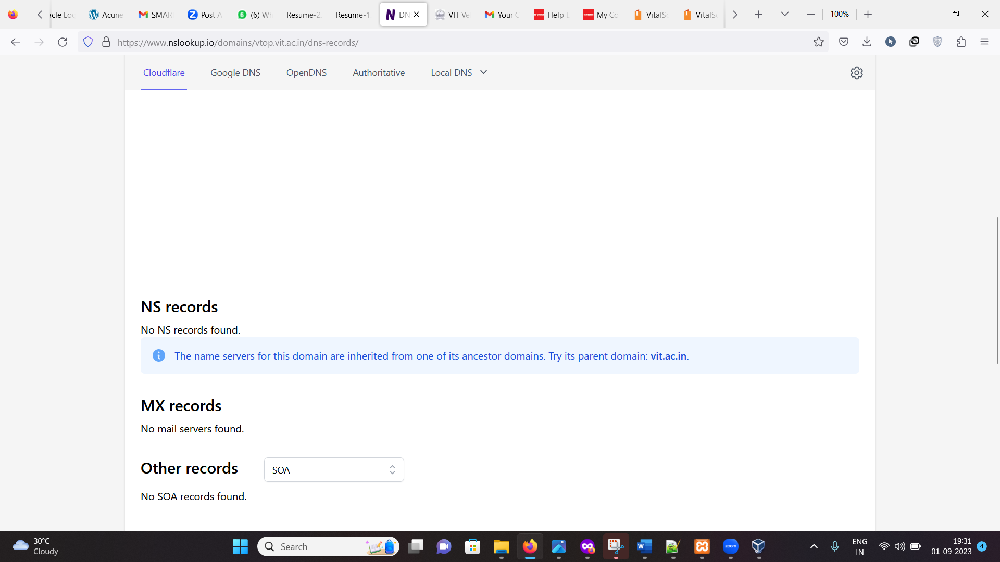 acle Log
Acune
SMAR
Post A
(6) Wh
Resume-2
Resume-1
DN
VIT Ve
Your C
Help D
My Co
VitalSo
VitalSo
100%
https://www.nslookup.io/domains/vtop.vit.ac.in/dns-records/
Cloudflare
Google DNS
OpenDNS
Authoritative
Local DNS
NS records
No NS records found.
The name servers for this domain are inherited from one of its ancestor domains. Try its parent domain: vit.ac.in.
MX records
No mail servers found.
Other records
SOA
No SOA records found.
30°C
Cloudy
Search
zoom
ENG
IN
19:31
01-09-2023
4